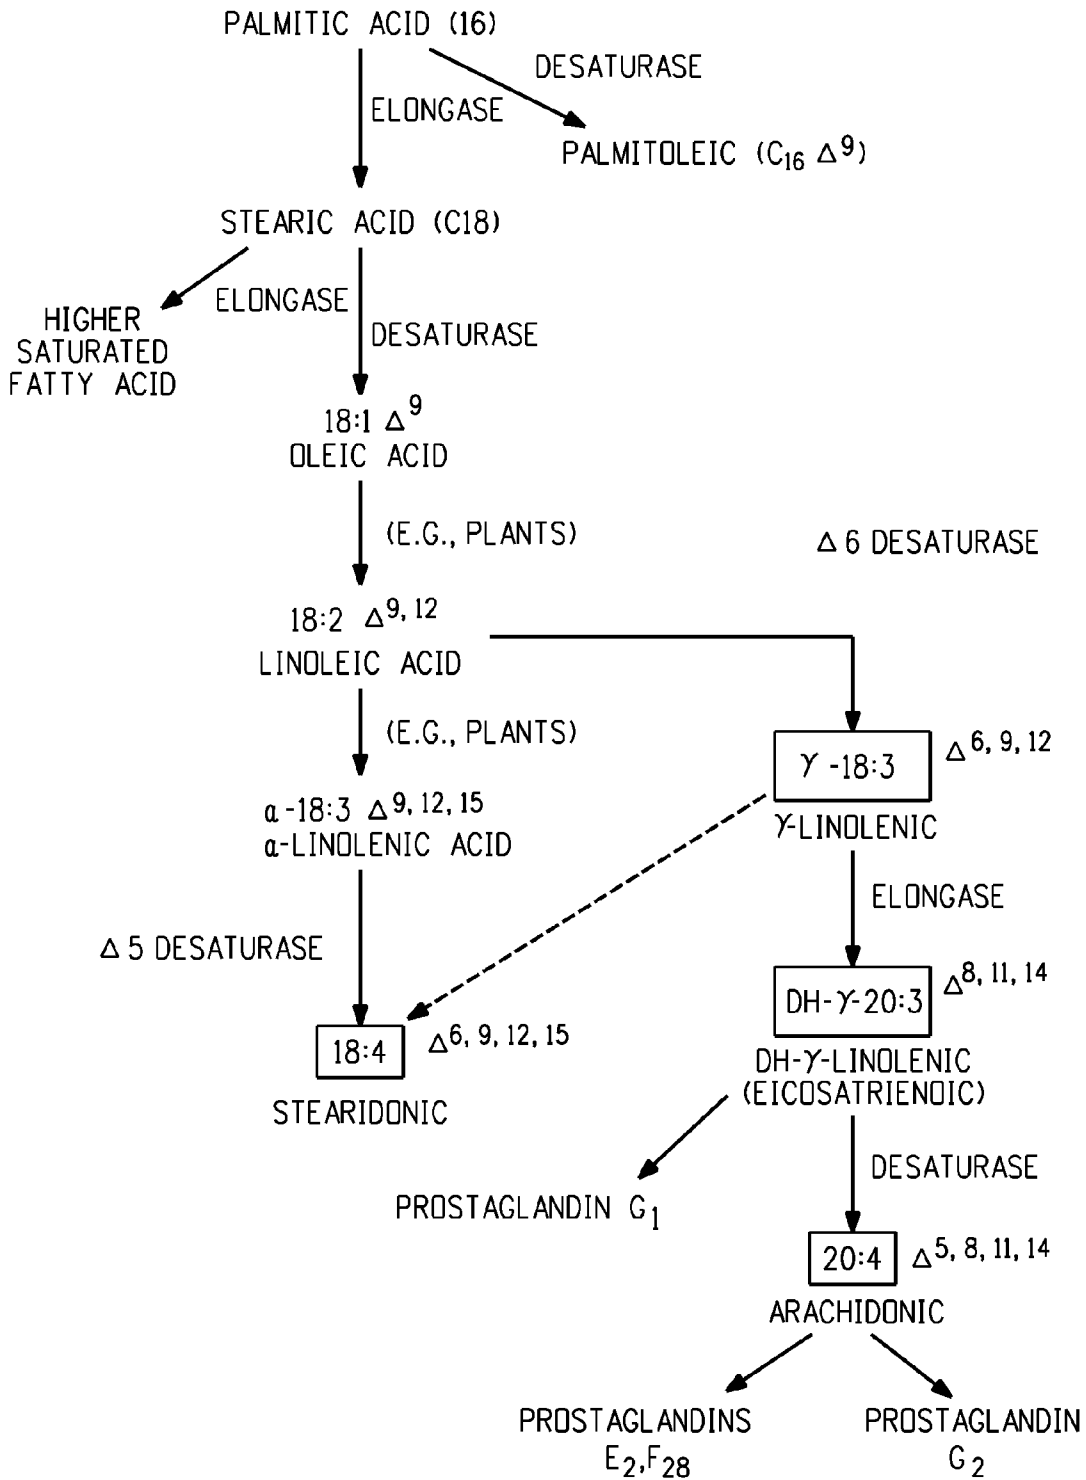 PALMITIC ACID (16)
DESATURASE
ELONGASE
PALMITOLEIC (C16 Δ9)
STEARIC ACID (C18)
ELONGASE
HIGHER
SATURATED
FATTY ACID
DESATURASE
18:1 Δ9
OLEIC ACID
(E.G., PLANTS)
Δ6 DESATURASE
18:2 Δ9, 12
LINOLEIC ACID
(E.G., PLANTS)
γ-18:3 Δ6, 9, 12
γ-LINOLENIC
α-18:3 Δ9, 12, 15
α-LINOLENIC ACID
ELONGASE
Δ5 DESATURASE
DH-γ-20:3 Δ8, 11, 14
18:4 Δ6, 9, 12, 15
DH-γ-LINOLENIC
(EICOSATRIENOIC)
STEARIDONIC
DESATURASE
PROSTAGLANDIN G1
20:4 Δ5, 8, 11, 14
ARACHIDONIC
PROSTAGLANDINS
E2,F28
PROSTAGLANDIN
G2